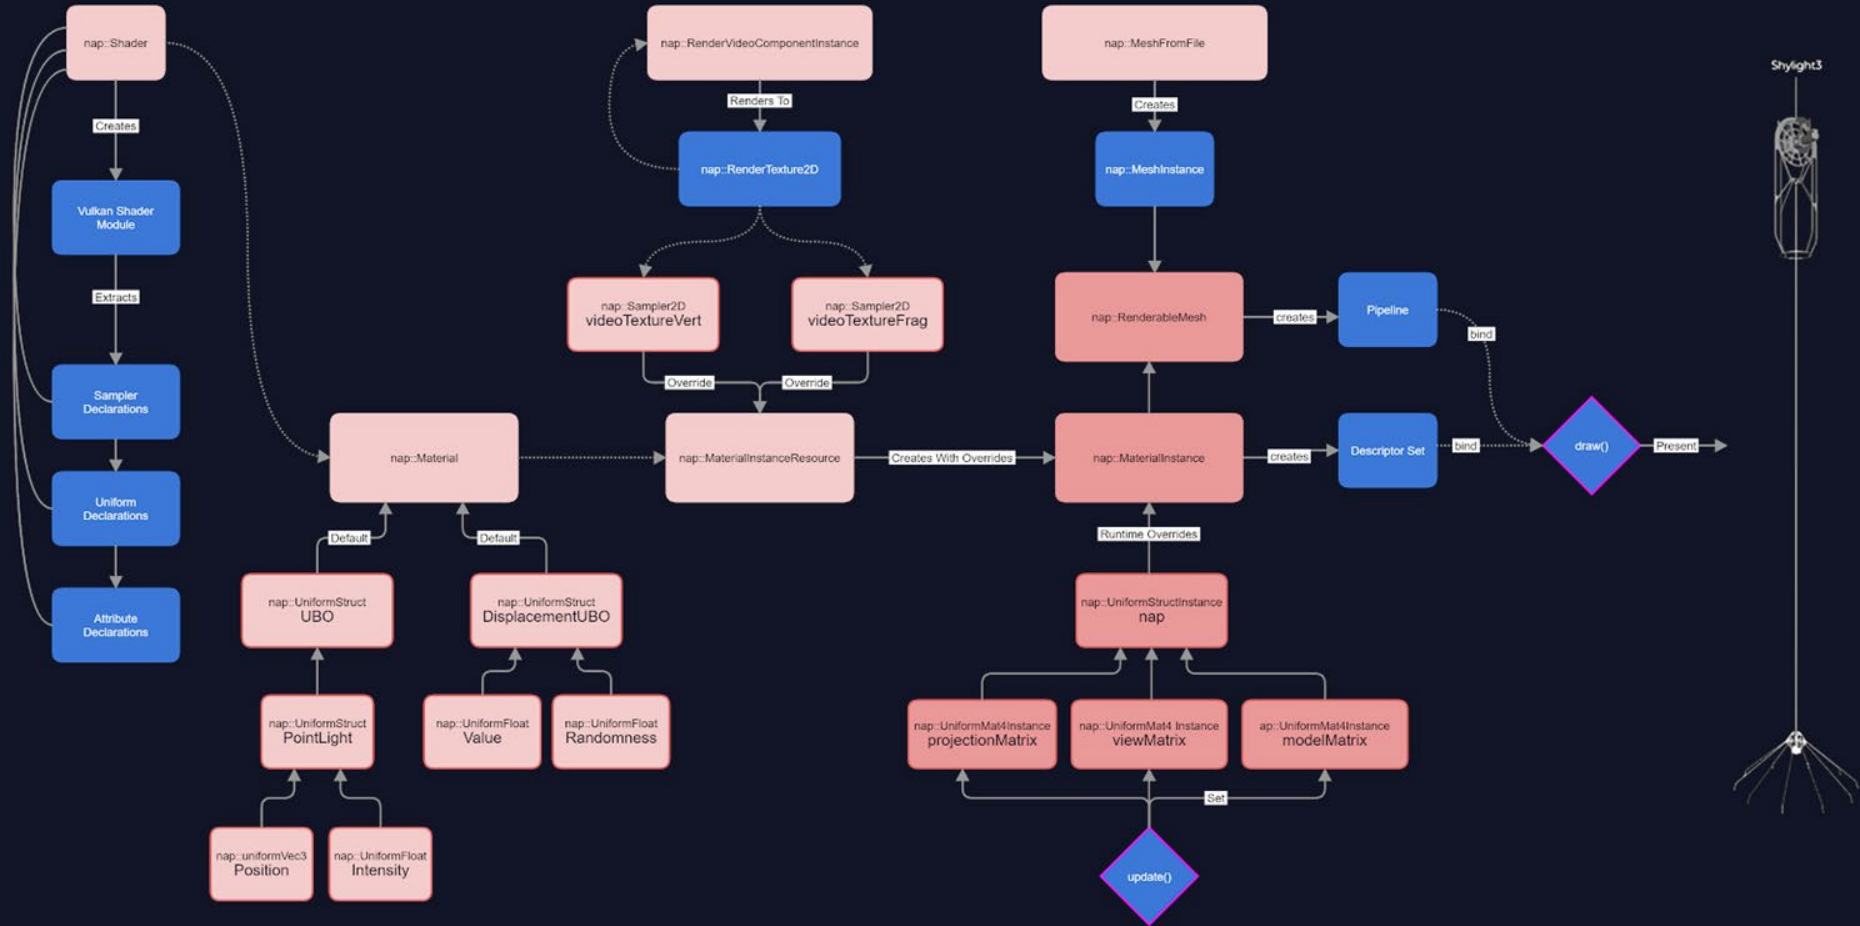 nap::Shader
nap::RenderVideoComponentInstance
nap::MeshFromFile
Shylight3
Creates
Renders To
Creates
nap::RenderTexture2D
nap::MeshInstance
Vulkan Shader
Module
Extracts
nap::Sampler2D
videoTextureVert
nap::Sampler2D
videoTextureFrag
nap::RenderableMesh
creates
Pipeline
bind
Override
Override
Sampler
Declarations
nap::Material
nap::MaterialInstanceResource
Creates With Overrides
nap::MaterialInstance
creates
Descriptor Set
bind
draw()
Present
Uniform
Declarations
Default
Default
Runtime Overrides
nap::UniformStruct
UBO
nap::UniformStruct
DisplacementUBO
nap::UniformStructInstance
nap
Attribute
Declarations
nap::UniformStruct
PointLight
nap::UniformFloat
Value
nap::UniformFloat
Randomness
nap::UniformMat4Instance
projectionMatrix
nap::UniformMat4 Instance
viewMatrix
ap::UniformMat4Instance
modelMatrix
Set
nap::uniformVec3
Position
nap::UniformFloat
Intensity
update()